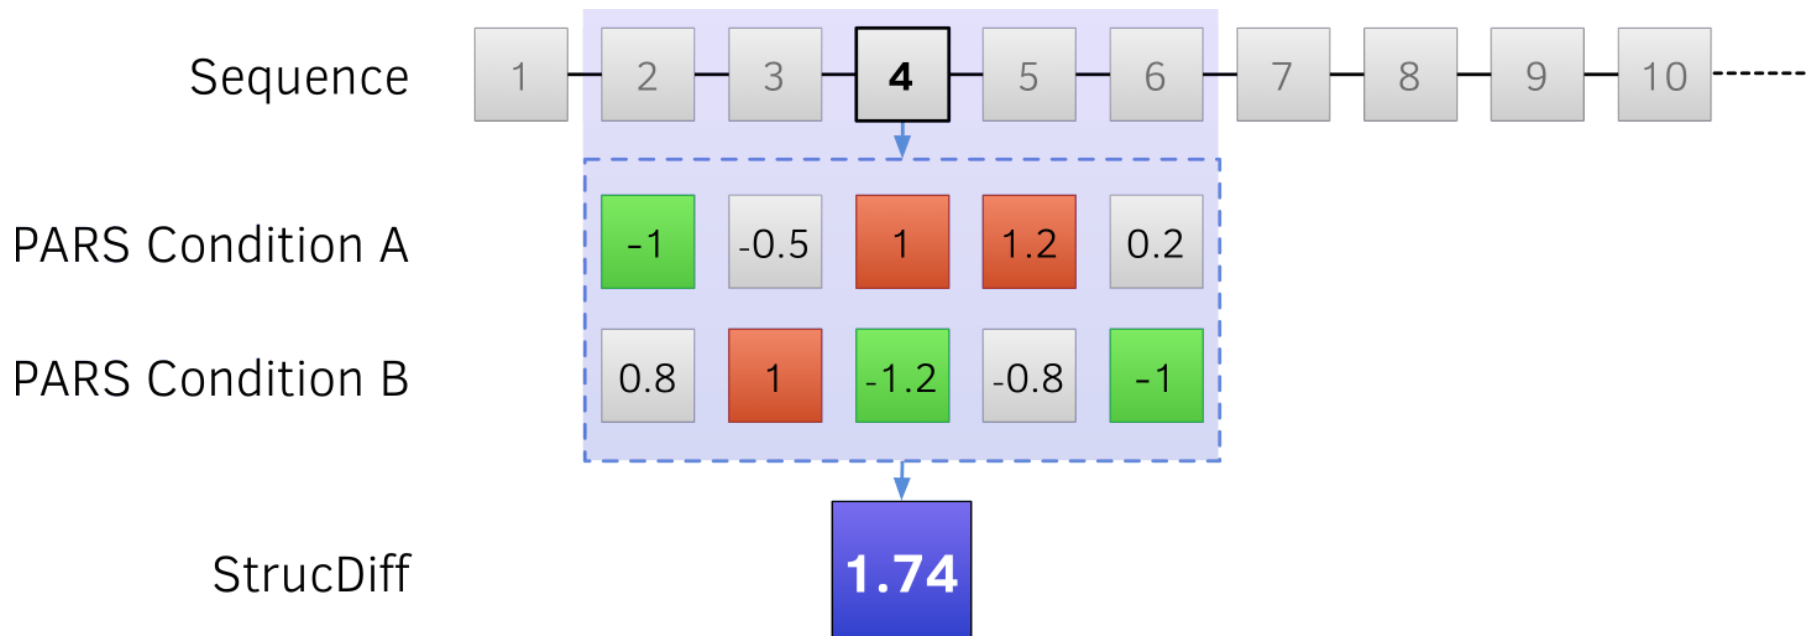 Sequence 1 2 3 4 5 6 7 8 9 10
PARS Condition A -1 -0.5 1 1.2 0.2
PARS Condition B 0.8 1 -1.2 -0.8 -1
StrucDiff 1.74